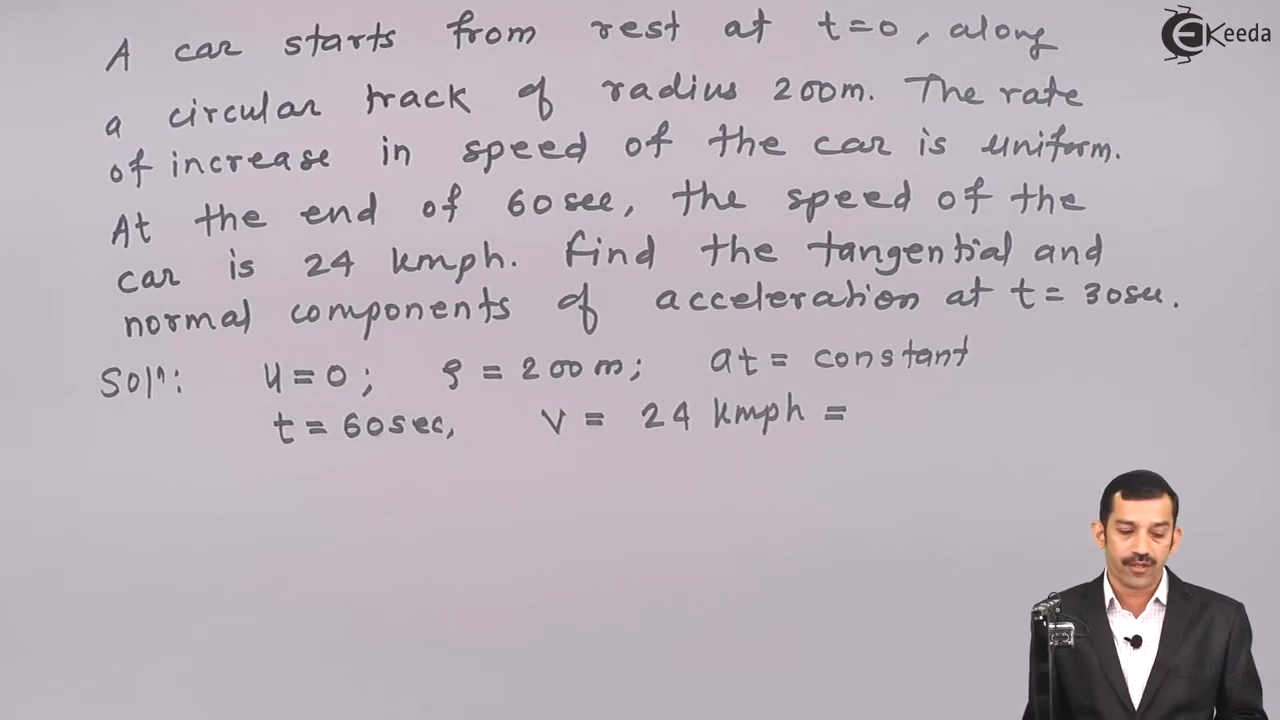 A car starts from rest at t=0, along
a circular track of radius 200m. The rate
of increase in speed of the car is uniform.
At the end of 60sec, the speed of the
car is 24 kmph. Find the tangential and
normal components of acceleration at t = 30sec.
Solⁿ: u = 0 ; ρ = 200m ; at = constant
t = 60sec, v = 24 kmph =
EKeeda